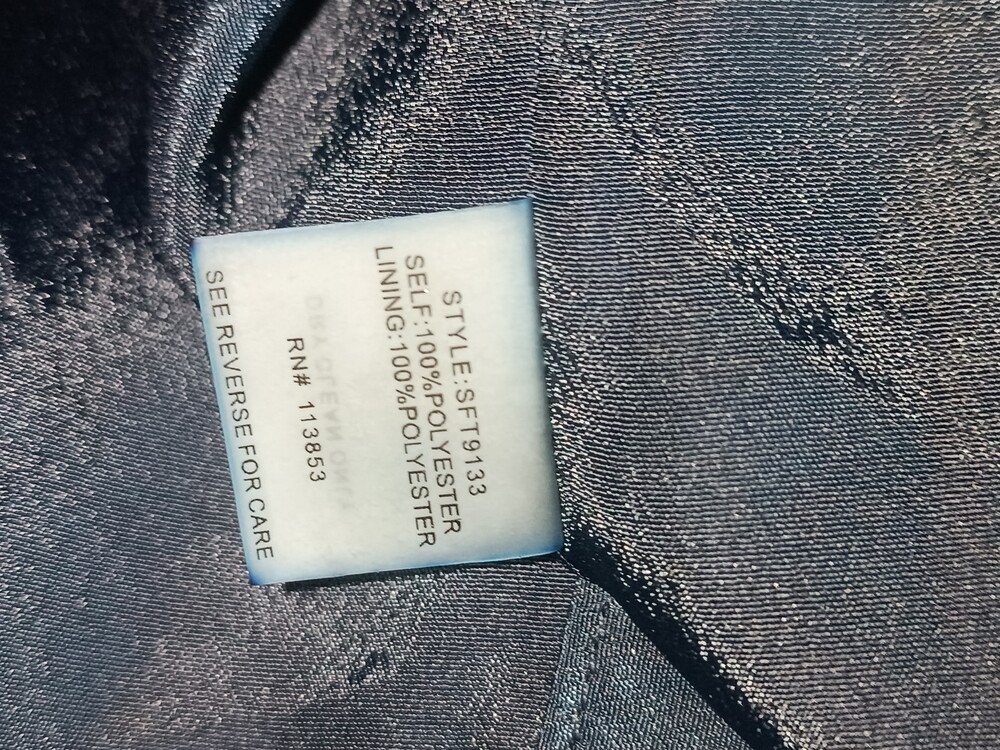 STYLE:SFT9133
SELF:100%POLYESTER
LINING:100%POLYESTER
RN# 113853
SEE REVERSE FOR CARE